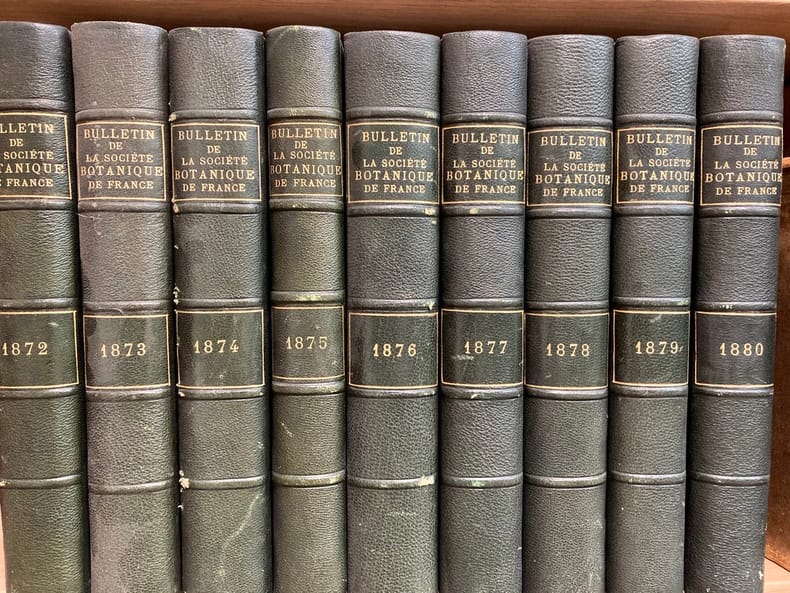 LLETIN
DE
SOCIÉTÉ
TANIQUE
FRANCE
1872
BULLETIN
DE
LA SOCIÉTÉ
BOTANIQUE
DE FRANCE
1873
BULLETIN
DE
LA SOCIÉTÉ
BOTANIQUE
DE FRANCE
1874
BULLETIN
DE
LA SOCIÉTÉ
BOTANIQUE
DE FRANCE
1875
BULLETIN
DE
LA SOCIÉTÉ
BOTANIQUE
DE FRANCE
1876
BULLETIN
DE
LA SOCIÉTÉ
BOTANIQUE
DE FRANCE
1877
BULLETIN
DE
LA SOCIÉTÉ
BOTANIQUE
DE FRANCE
1878
BULLETIN
DE
LA SOCIÉTÉ
BOTANIQUE
DE FRANCE
1879
BULLETIN
DE
LA SOCIÉTÉ
BOTANIQUE
DE FRANCE
1880